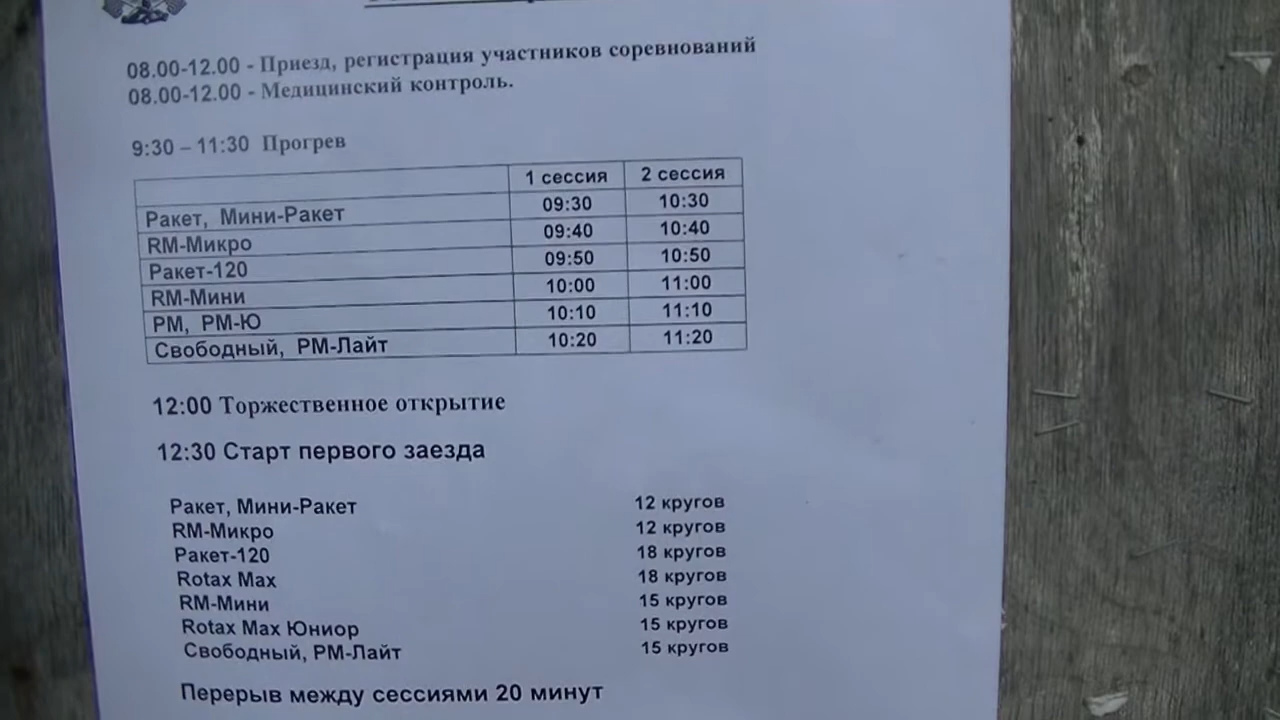 08.00-12.00 - Приезд, регистрация участников соревнований
08.00-12.00 - Медицинский контроль.
9:30 – 11:30 Прогрев
1 сессия 2 сессия
Ракет, Мини-Ракет 09:30 10:30
RM-Микро 09:40 10:40
Ракет-120 09:50 10:50
RM-Мини 10:00 11:00
РМ, РМ-Ю 10:10 11:10
Свободный, РМ-Лайт 10:20 11:20
12:00 Торжественное открытие
12:30 Старт первого заезда
Ракет, Мини-Ракет 12 кругов
RM-Микро 12 кругов
Ракет-120 18 кругов
Rotax Max 18 кругов
RM-Мини 15 кругов
Rotax Max Юниор 15 кругов
Свободный, РМ-Лайт 15 кругов
Перерыв между сессиями 20 минут